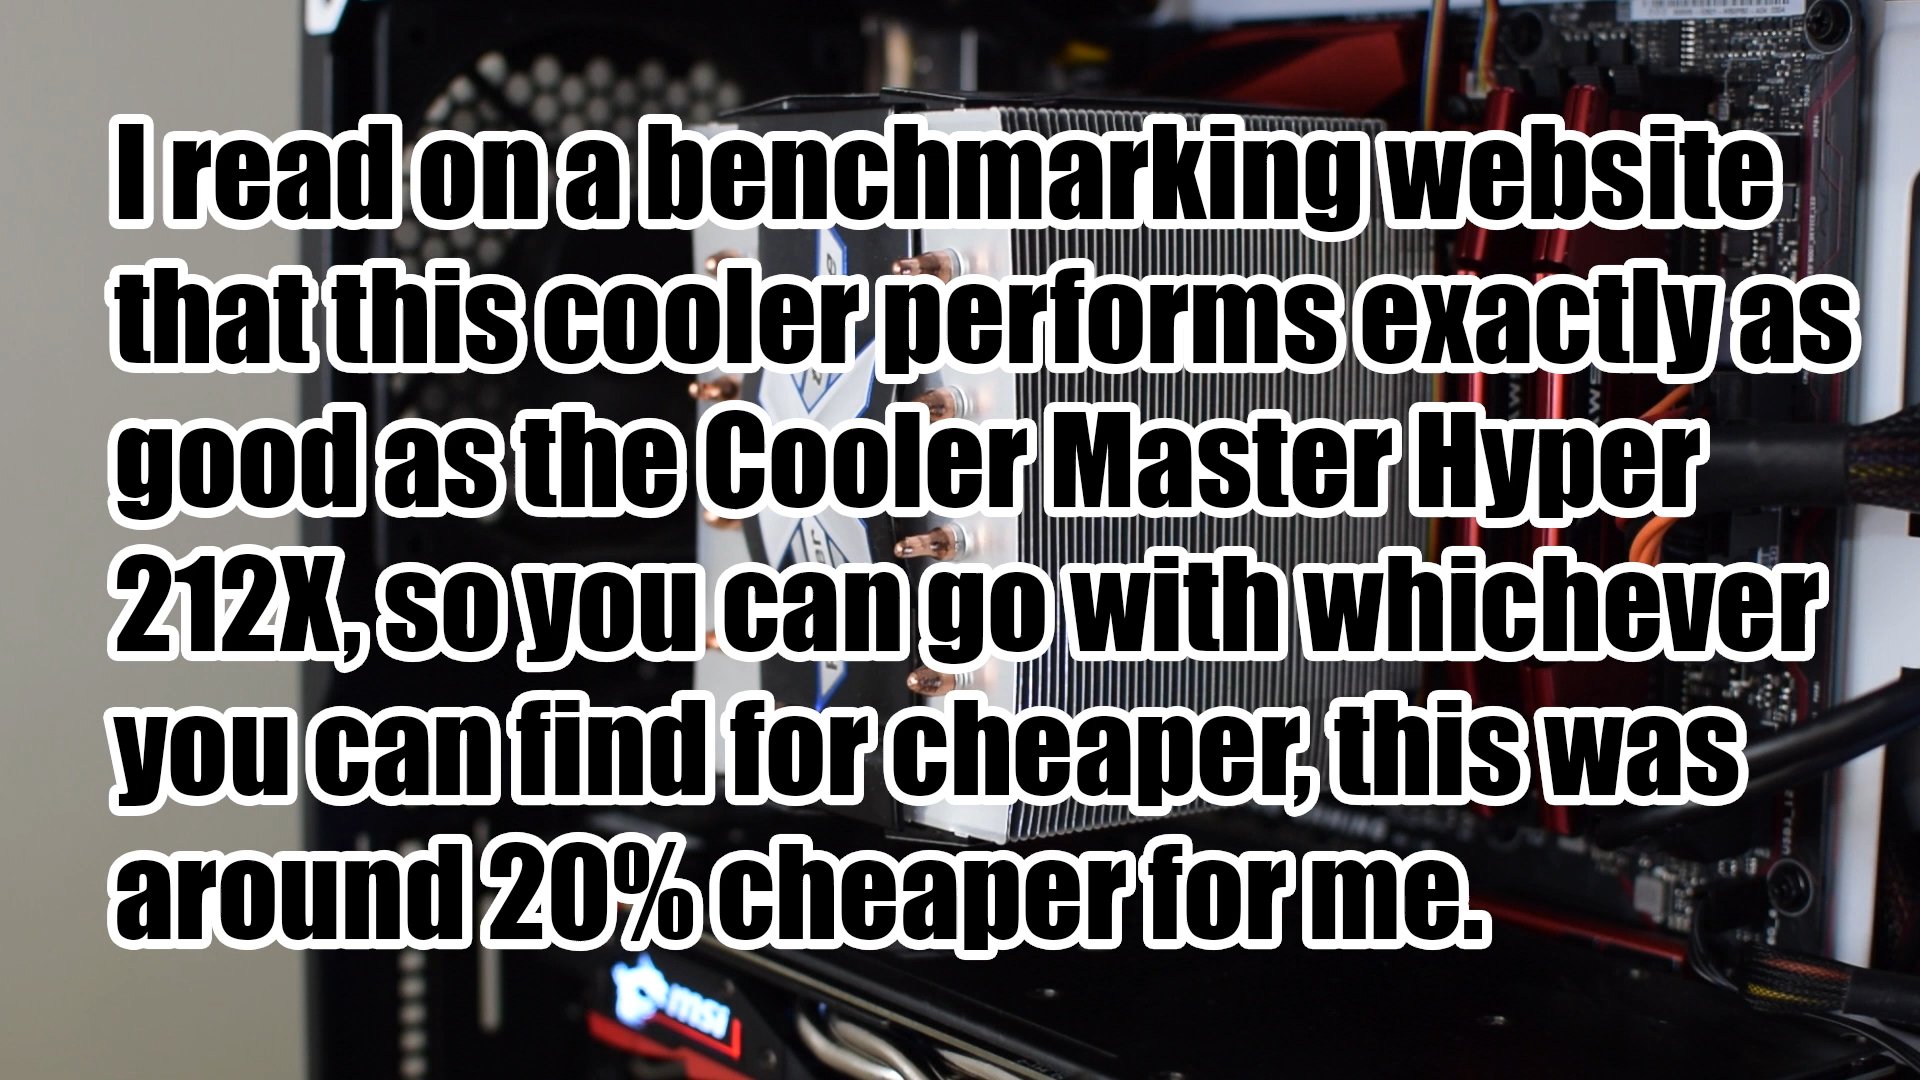 I read on a benchmarking website
that this cooler performs exactly as
good as the Cooler Master Hyper
212X, so you can go with whichever
you can find for cheaper, this was
around 20% cheaper for me.
msi